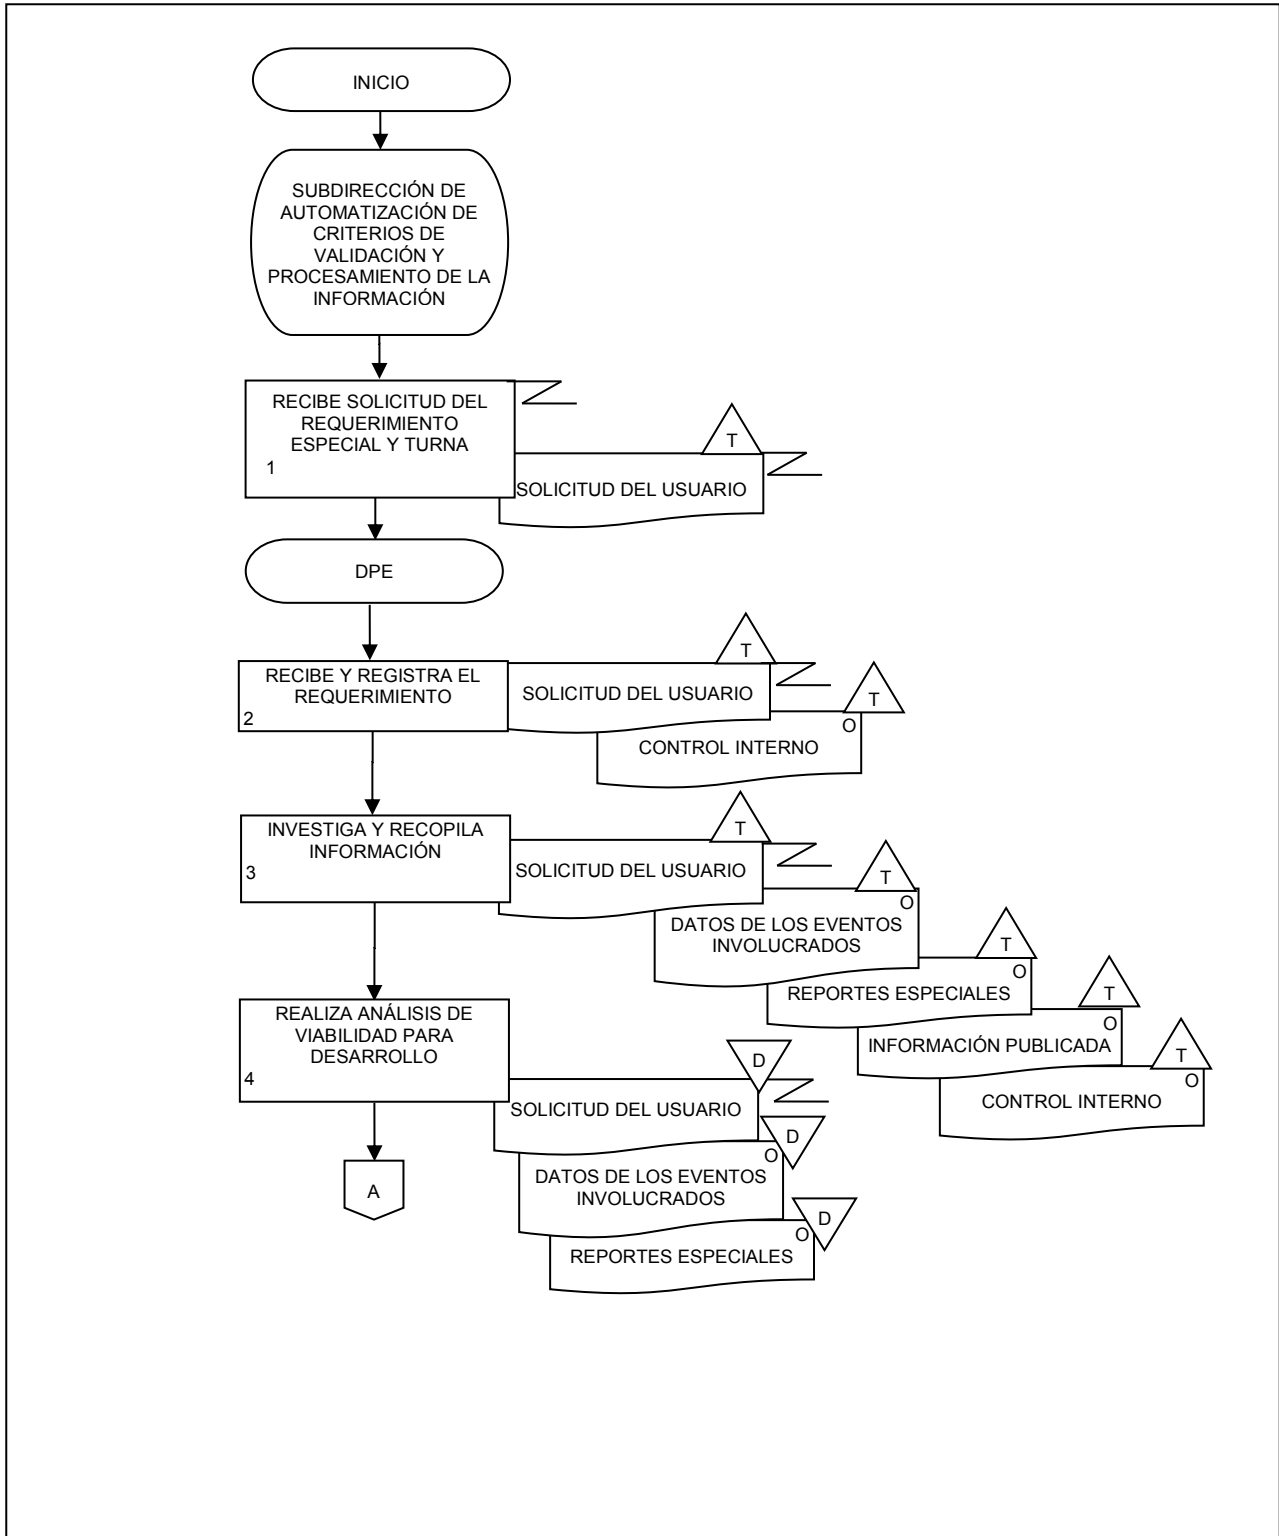 INICIO
SUBDIRECCIÓN DE
AUTOMATIZACIÓN DE
CRITERIOS DE
VALIDACIÓN Y
PROCESAMIENTO DE LA
INFORMACIÓN
RECIBE SOLICITUD DEL
REQUERIMIENTO
ESPECIAL Y TURNA
1
T
SOLICITUD DEL USUARIO
DPE
RECIBE Y REGISTRA EL
REQUERIMIENTO
2
T
SOLICITUD DEL USUARIO
T
O
CONTROL INTERNO
INVESTIGA Y RECOPILA
INFORMACIÓN
3
T
SOLICITUD DEL USUARIO
T
O
DATOS DE LOS EVENTOS
INVOLUCRADOS
T
O
REPORTES ESPECIALES
T
O
INFORMACIÓN PUBLICADA
T
O
CONTROL INTERNO
REALIZA ANÁLISIS DE
VIABILIDAD PARA
DESARROLLO
4
D
SOLICITUD DEL USUARIO
D
O
DATOS DE LOS EVENTOS
INVOLUCRADOS
D
O
REPORTES ESPECIALES
A